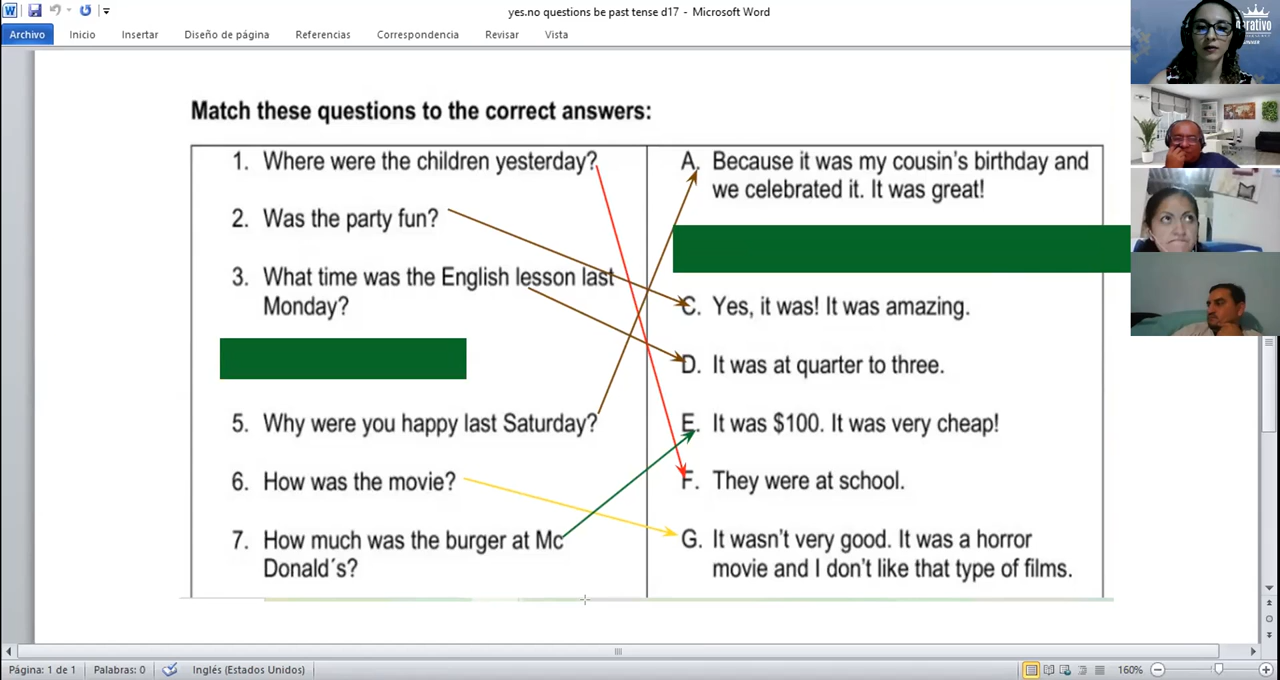 yes.no questions be past tense d17 - Microsoft Word
Archivo Inicio Insertar Diseño de página Referencias Correspondencia Revisar Vista
Match these questions to the correct answers:
1. Where were the children yesterday?
2. Was the party fun?
3. What time was the English lesson last
Monday?
5. Why were you happy last Saturday?
6. How was the movie?
7. How much was the burger at Mc
Donald´s?
A. Because it was my cousin's birthday and
we celebrated it. It was great!
C. Yes, it was! It was amazing.
D. It was at quarter to three.
E. It was $100. It was very cheap!
F. They were at school.
G. It wasn't very good. It was a horror
movie and I don't like that type of films.
Página: 1 de 1 Palabras: 0 Inglés (Estados Unidos) 160%